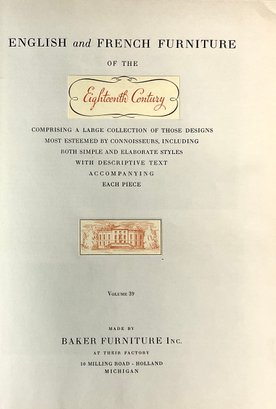 ENGLISH and FRENCH FURNITURE
OF THE
Eighteenth Century
COMPRISING A LARGE COLLECTION OF THOSE DESIGNS
MOST ESTEEMED BY CONNOISSEURS, INCLUDING
BOTH SIMPLE AND ELABORATE STYLES
WITH DESCRIPTIVE TEXT
ACCOMPANYING
EACH PIECE
VOLUME 39
MADE BY
BAKER FURNITURE INC.
AT THEIR FACTORY
10 MILLING ROAD - HOLLAND
MICHIGAN